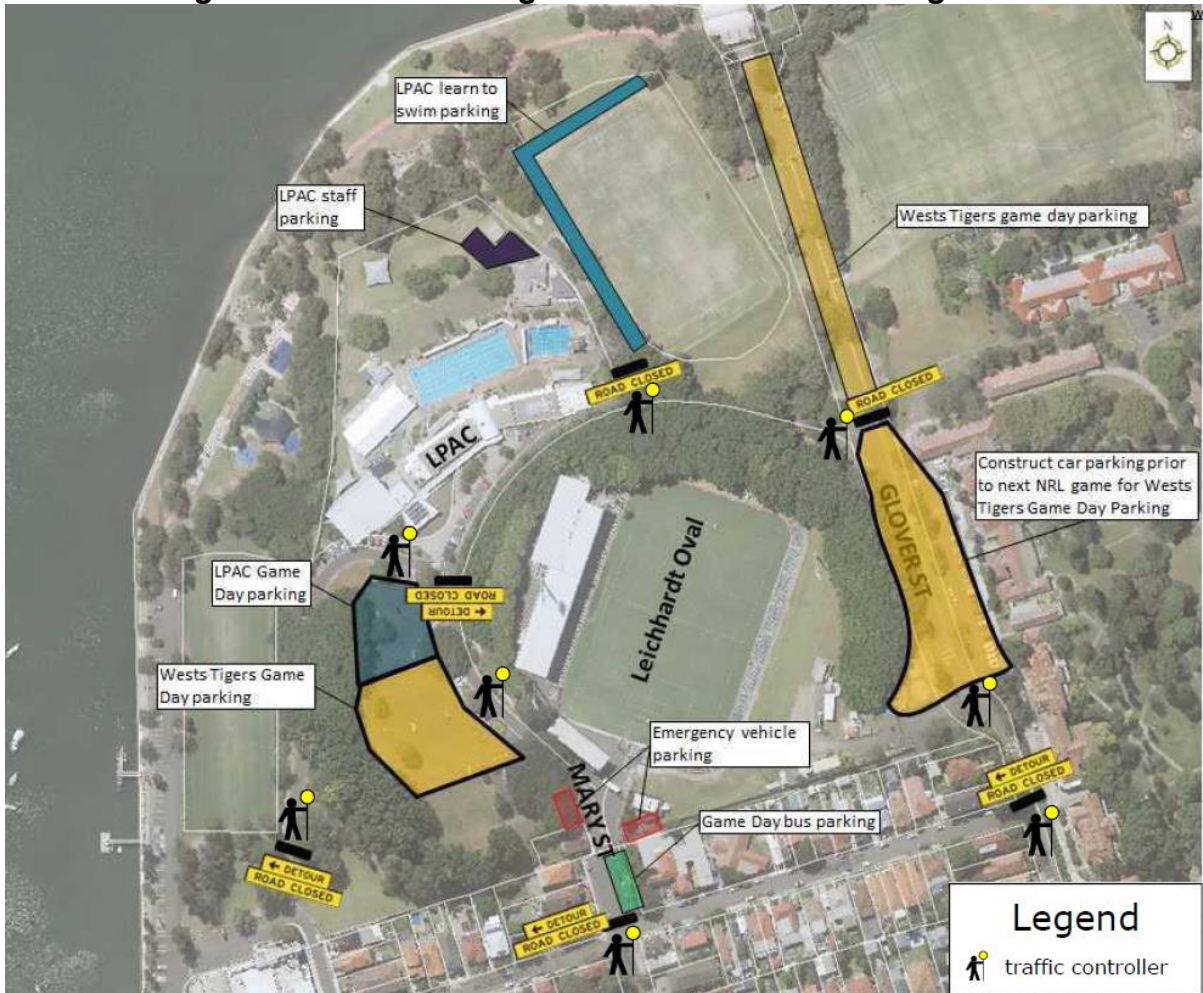 N
LPAC learn to
swim parking
LPAC staff
parking
Wests Tigers game day parking
ROAD CLOSED
ROAD CLOSED
LPAC
Construct car parking prior
to next NRL game for Wests
Tigers Game Day Parking
GLOVER ST
Leichhardt Oval
LPAC Game
Day parking
ROAD CLOSED
DETOUR
Wests Tigers Game
Day parking
Emergency vehicle
parking
MARY ST
Game Day bus parking
DETOUR
ROAD CLOSED
DETOUR
ROAD CLOSED
DETOUR
ROAD CLOSED
Legend
traffic controller